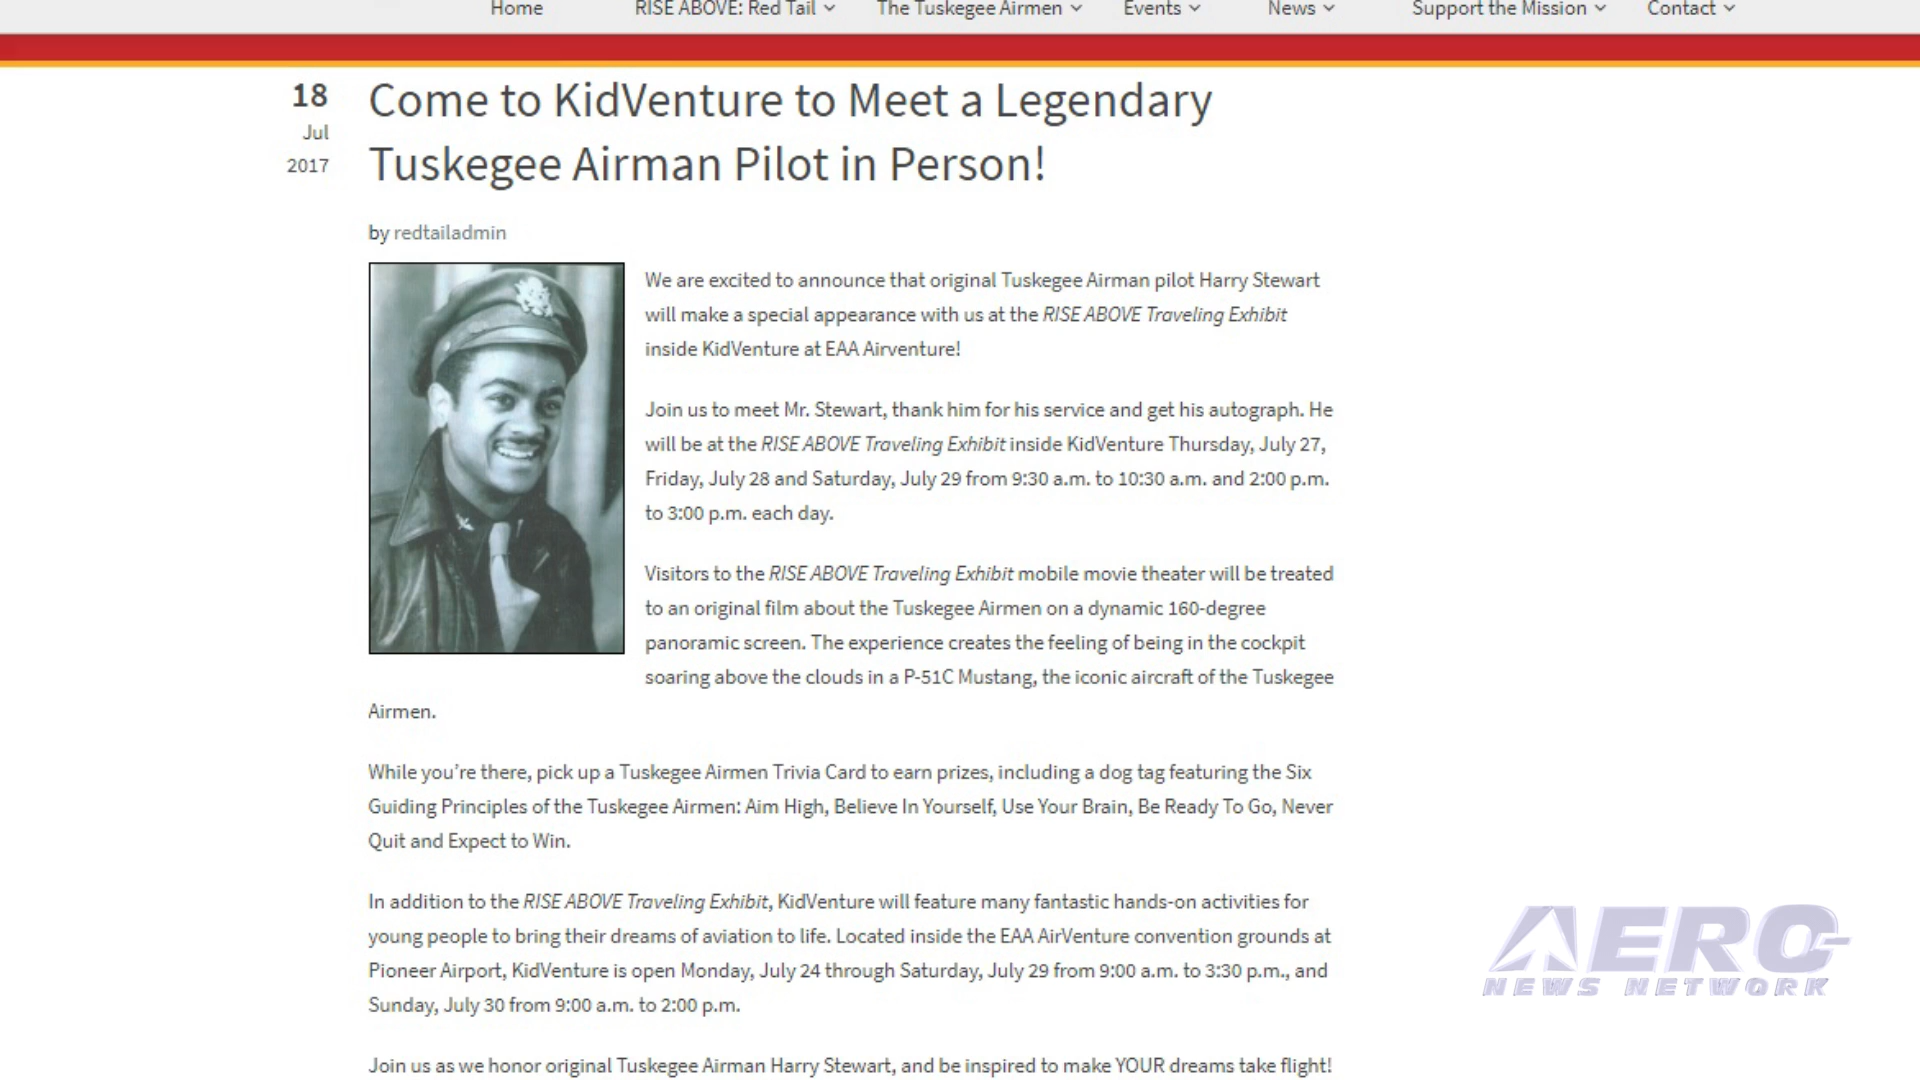 Home RISE ABOVE: Red Tail The Tuskegee Airmen Events News Support the Mission Contact
18
Jul
2017
Come to KidVenture to Meet a Legendary
Tuskegee Airman Pilot in Person!
by redtailadmin
We are excited to announce that original Tuskegee Airman pilot Harry Stewart
will make a special appearance with us at the RISE ABOVE Traveling Exhibit
inside KidVenture at EAA Airventure!
Join us to meet Mr. Stewart, thank him for his service and get his autograph. He
will be at the RISE ABOVE Traveling Exhibit inside KidVenture Thursday, July 27,
Friday, July 28 and Saturday, July 29 from 9:30 a.m. to 10:30 a.m. and 2:00 p.m.
to 3:00 p.m. each day.
Visitors to the RISE ABOVE Traveling Exhibit mobile movie theater will be treated
to an original film about the Tuskegee Airmen on a dynamic 160-degree
panoramic screen. The experience creates the feeling of being in the cockpit
soaring above the clouds in a P-51C Mustang, the iconic aircraft of the Tuskegee
Airmen.
While you’re there, pick up a Tuskegee Airmen Trivia Card to earn prizes, including a dog tag featuring the Six
Guiding Principles of the Tuskegee Airmen: Aim High, Believe In Yourself, Use Your Brain, Be Ready To Go, Never
Quit and Expect to Win.
In addition to the RISE ABOVE Traveling Exhibit, KidVenture will feature many fantastic hands-on activities for
young people to bring their dreams of aviation to life. Located inside the EAA AirVenture convention grounds at
Pioneer Airport, KidVenture is open Monday, July 24 through Saturday, July 29 from 9:00 a.m. to 3:30 p.m., and
Sunday, July 30 from 9:00 a.m. to 2:00 p.m.
Join us as we honor original Tuskegee Airman Harry Stewart, and be inspired to make YOUR dreams take flight!
AERO
NEWS NETWORK